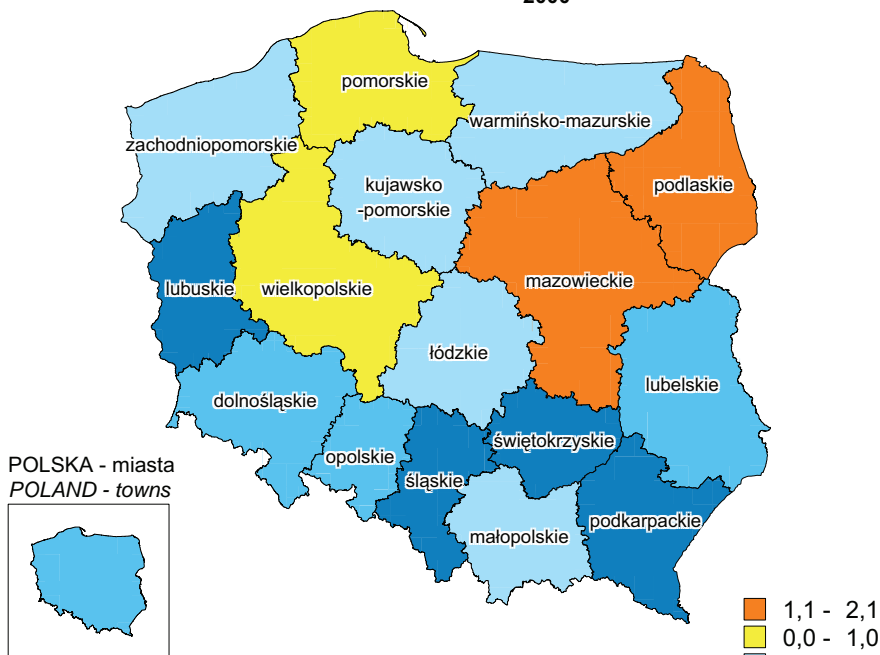 pomorskie
warmińsko-mazurskie
zachodniopomorskie
podlaskie
kujawsko
-pomorskie
lubuskie
wielkopolskie
mazowieckie
łódzkie
lubelskie
dolnośląskie
świętokrzyskie
opolskie
śląskie
podkarpackie
małopolskie
POLSKA - miasta
POLAND - towns
1,1 - 2,1
0,0 - 1,0